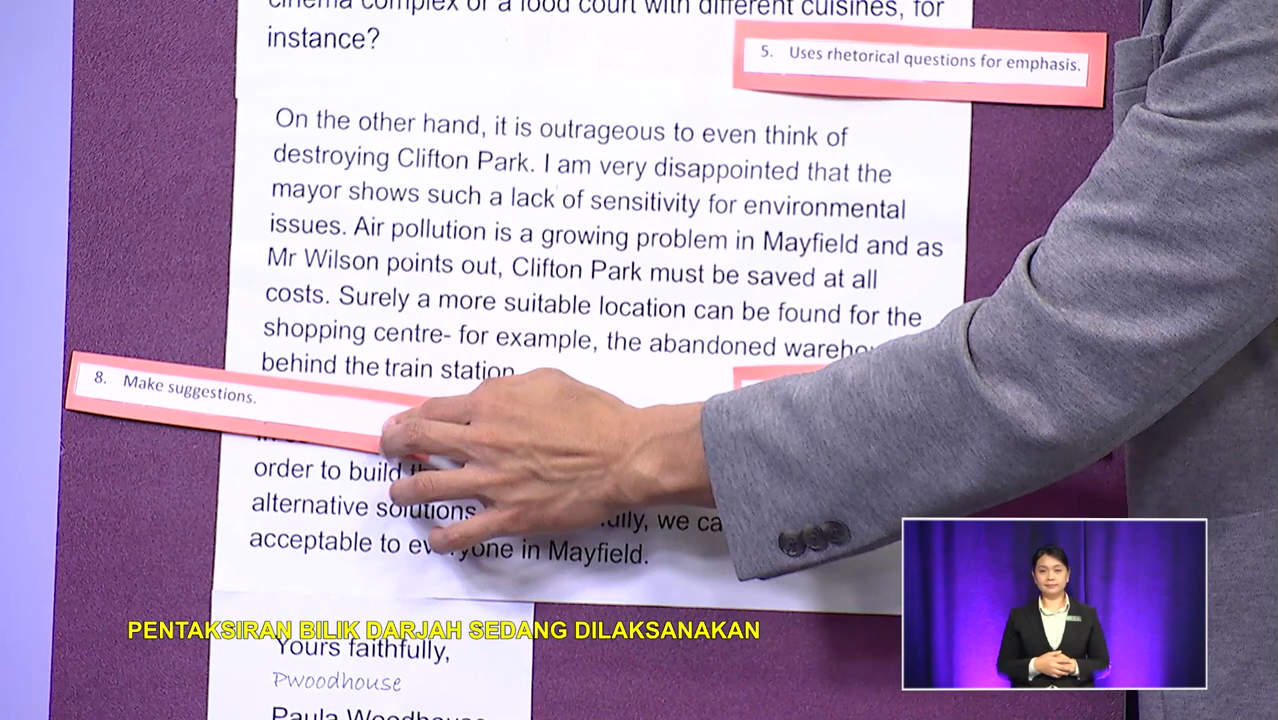 cinema complex or a food court with different cuisines, for
instance?
5. Uses rhetorical questions for emphasis.
On the other hand, it is outrageous to even think of
destroying Clifton Park. I am very disappointed that the
mayor shows such a lack of sensitivity for environmental
issues. Air pollution is a growing problem in Mayfield and as
Mr Wilson points out, Clifton Park must be saved at all
costs. Surely a more suitable location can be found for the
shopping centre- for example, the abandoned
behind the train station
8. Make suggestions.
order to build
alternative solutions we
acceptable to in Mayfield.
PENTAKSIRAN BILIK DARJAH SEDANG DILAKSANAKAN
Yours faithfully,
Pwoodhouse
Paula Woodhouse